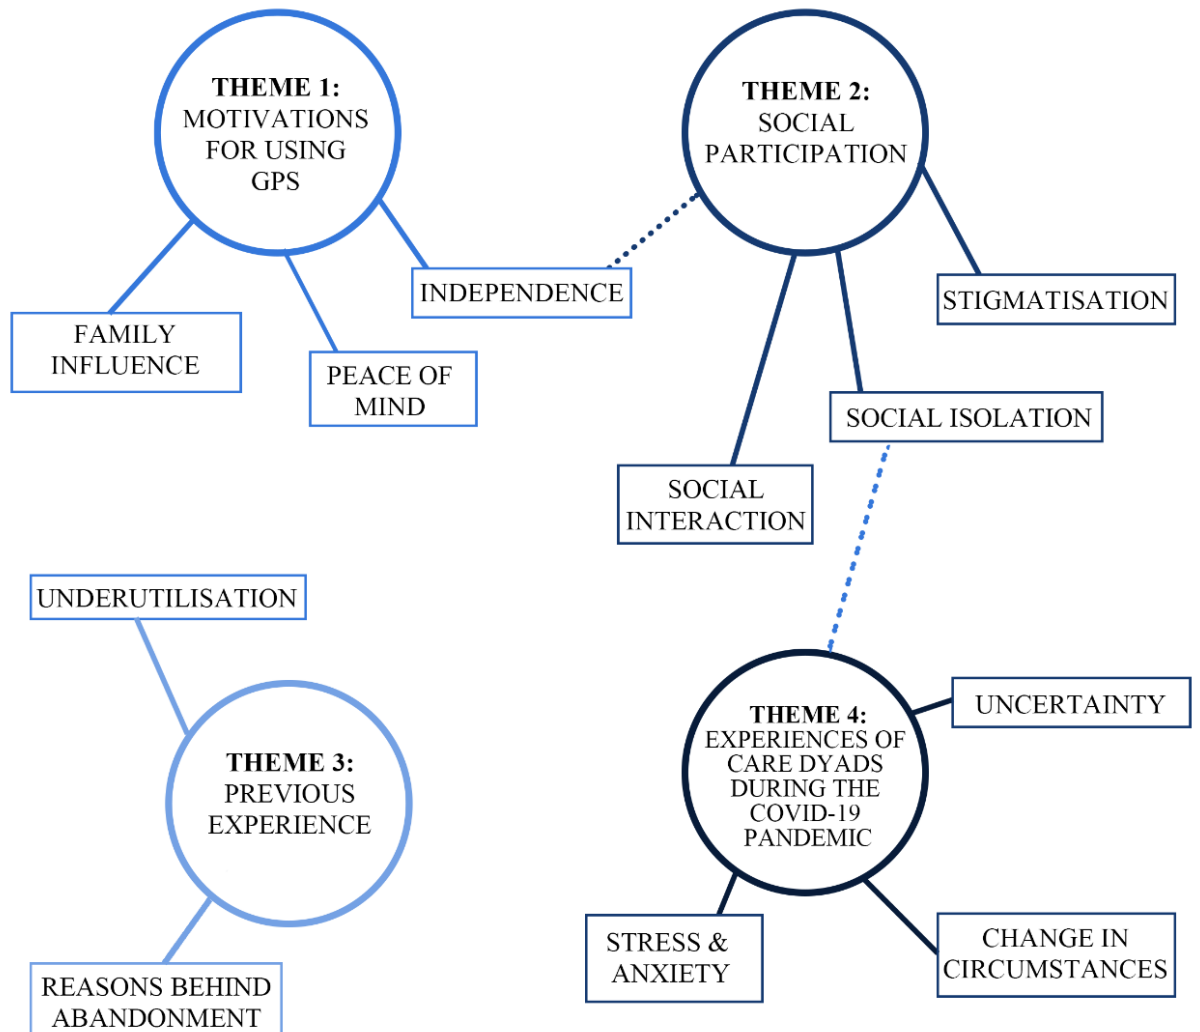 THEME 1:
MOTIVATIONS
FOR USING
GPS
FAMILY
INFLUENCE
PEACE OF
MIND
INDEPENDENCE
THEME 2:
SOCIAL
PARTICIPATION
STIGMATISATION
SOCIAL ISOLATION
SOCIAL
INTERACTION
UNDERUTILISATION
THEME 3:
PREVIOUS
EXPERIENCE
REASONS BEHIND
ABANDONMENT
THEME 4:
EXPERIENCES OF
CARE DYADS
DURING THE
COVID-19
PANDEMIC
UNCERTAINTY
STRESS &
ANXIETY
CHANGE IN
CIRCUMSTANCES